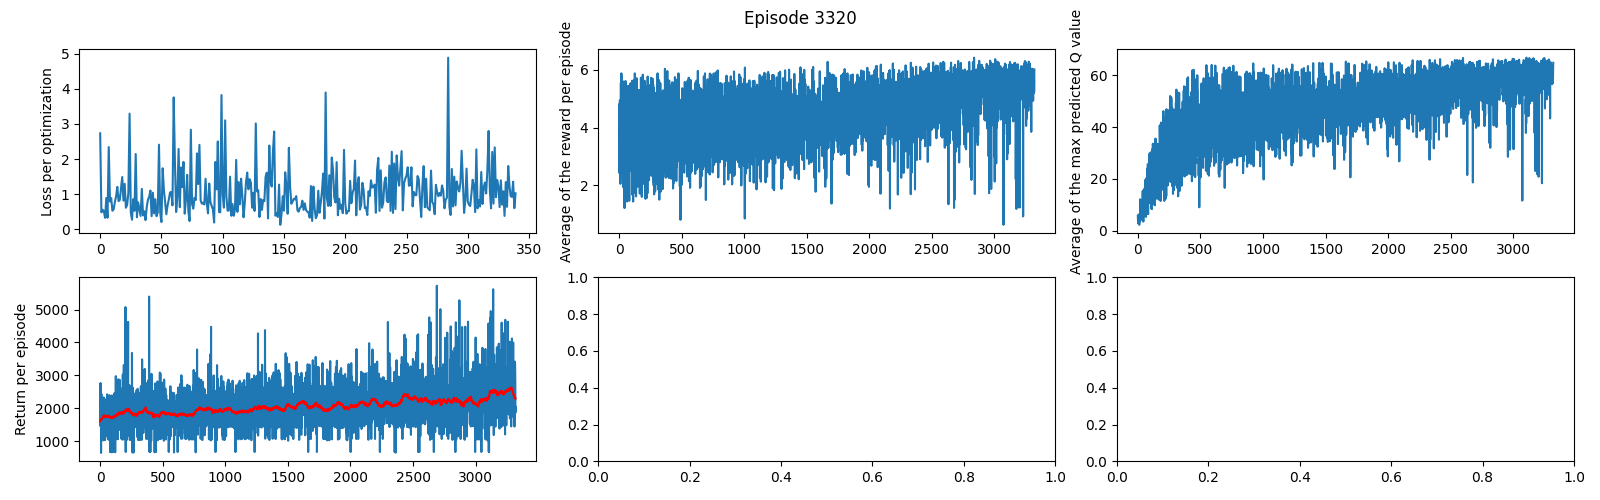 Episode 3320
Loss per optimization
5
4
3
2
1
0
0 50 100 150 200 250 300 350
Average of the reward per episode
6
4
2
0 500 1000 1500 2000 2500 3000
Average of the max predicted Q value
60
40
20
0
0 500 1000 1500 2000 2500 3000
Return per episode
5000
4000
3000
2000
1000
0 500 1000 1500 2000 2500 3000
1.0
0.8
0.6
0.4
0.2
0.0
0.0 0.2 0.4 0.6 0.8 1.0
1.0
0.8
0.6
0.4
0.2
0.0
0.0 0.2 0.4 0.6 0.8 1.0